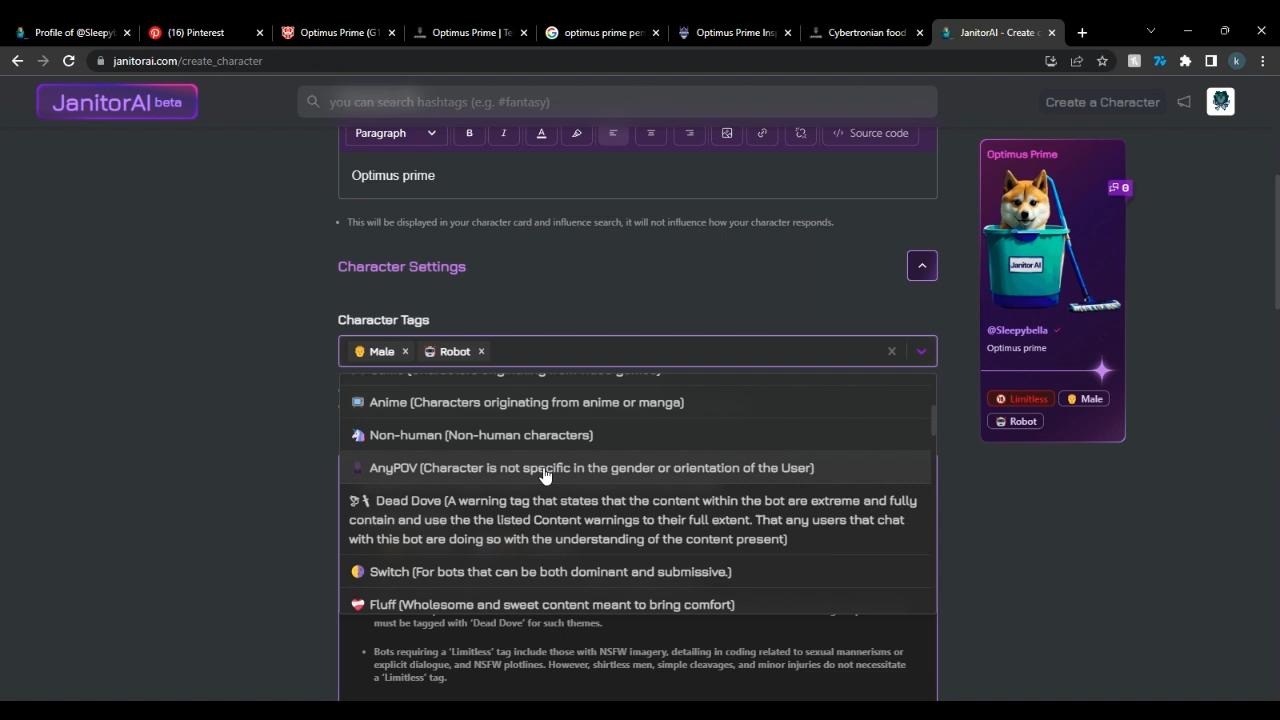 Profile of @Sleepyb
(16) Pinterest
Optimus Prime (G1
Optimus Prime | Te
optimus prime per
Optimus Prime Ins
Cybertronian food
JanitorAI - Create c
janitorai.com/create_character
k
JanitorAI beta
you can search hashtags (e.g. #fantasy)
Create a Character
Paragraph
B
I
A
Source code
Optimus prime
This will be displayed in your character card and influence search, it will not influence how your character responds.
Character Settings
Character Tags
Male
Robot
Anime (Characters originating from anime or manga)
Non-human (Non-human characters)
AnyPOV (Character is not specific in the gender or orientation of the User)
Dead Dove (A warning tag that states that the content within the bot are extreme and fully
contain and use the the listed Content warnings to their full extent. That any users that chat
with this bot are doing so with the understanding of the content present)
Switch (For bots that can be both dominant and submissive.)
Fluff (Wholesome and sweet content meant to bring comfort)
must be tagged with 'Dead Dove' for such themes.
Bots requiring a 'Limitless' tag include those with NSFW imagery, detailing in coding related to sexual mannerisms or
explicit dialogue, and NSFW plotlines. However, shirtless men, simple cleavages, and minor injuries do not necessitate
a 'Limitless' tag.
Optimus Prime
0
Janitor AI
@Sleepybella
Optimus prime
Limitless
Male
Robot